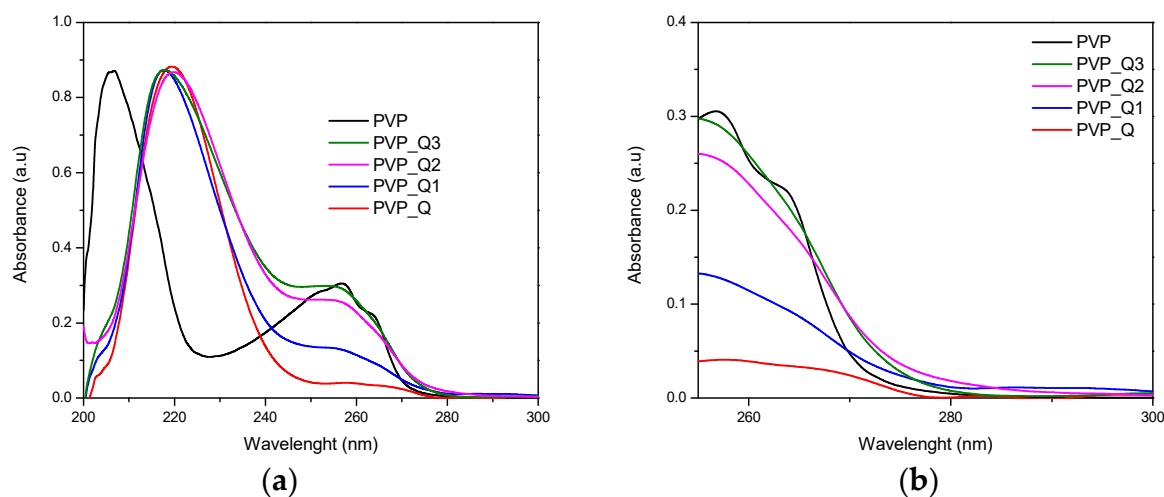 1.0
0.8
0.6
0.4
0.2
0.0
Absorbance (a.u)
PVP
PVP_Q3
PVP_Q2
PVP_Q1
PVP_Q
200 220 240 260 280 300
Wavelenght (nm)
(a)
0.4
0.3
0.2
0.1
0.0
Absorbance (a.u)
PVP
PVP_Q3
PVP_Q2
PVP_Q1
PVP_Q
260 280 300
Wavelenght (nm)
(b)